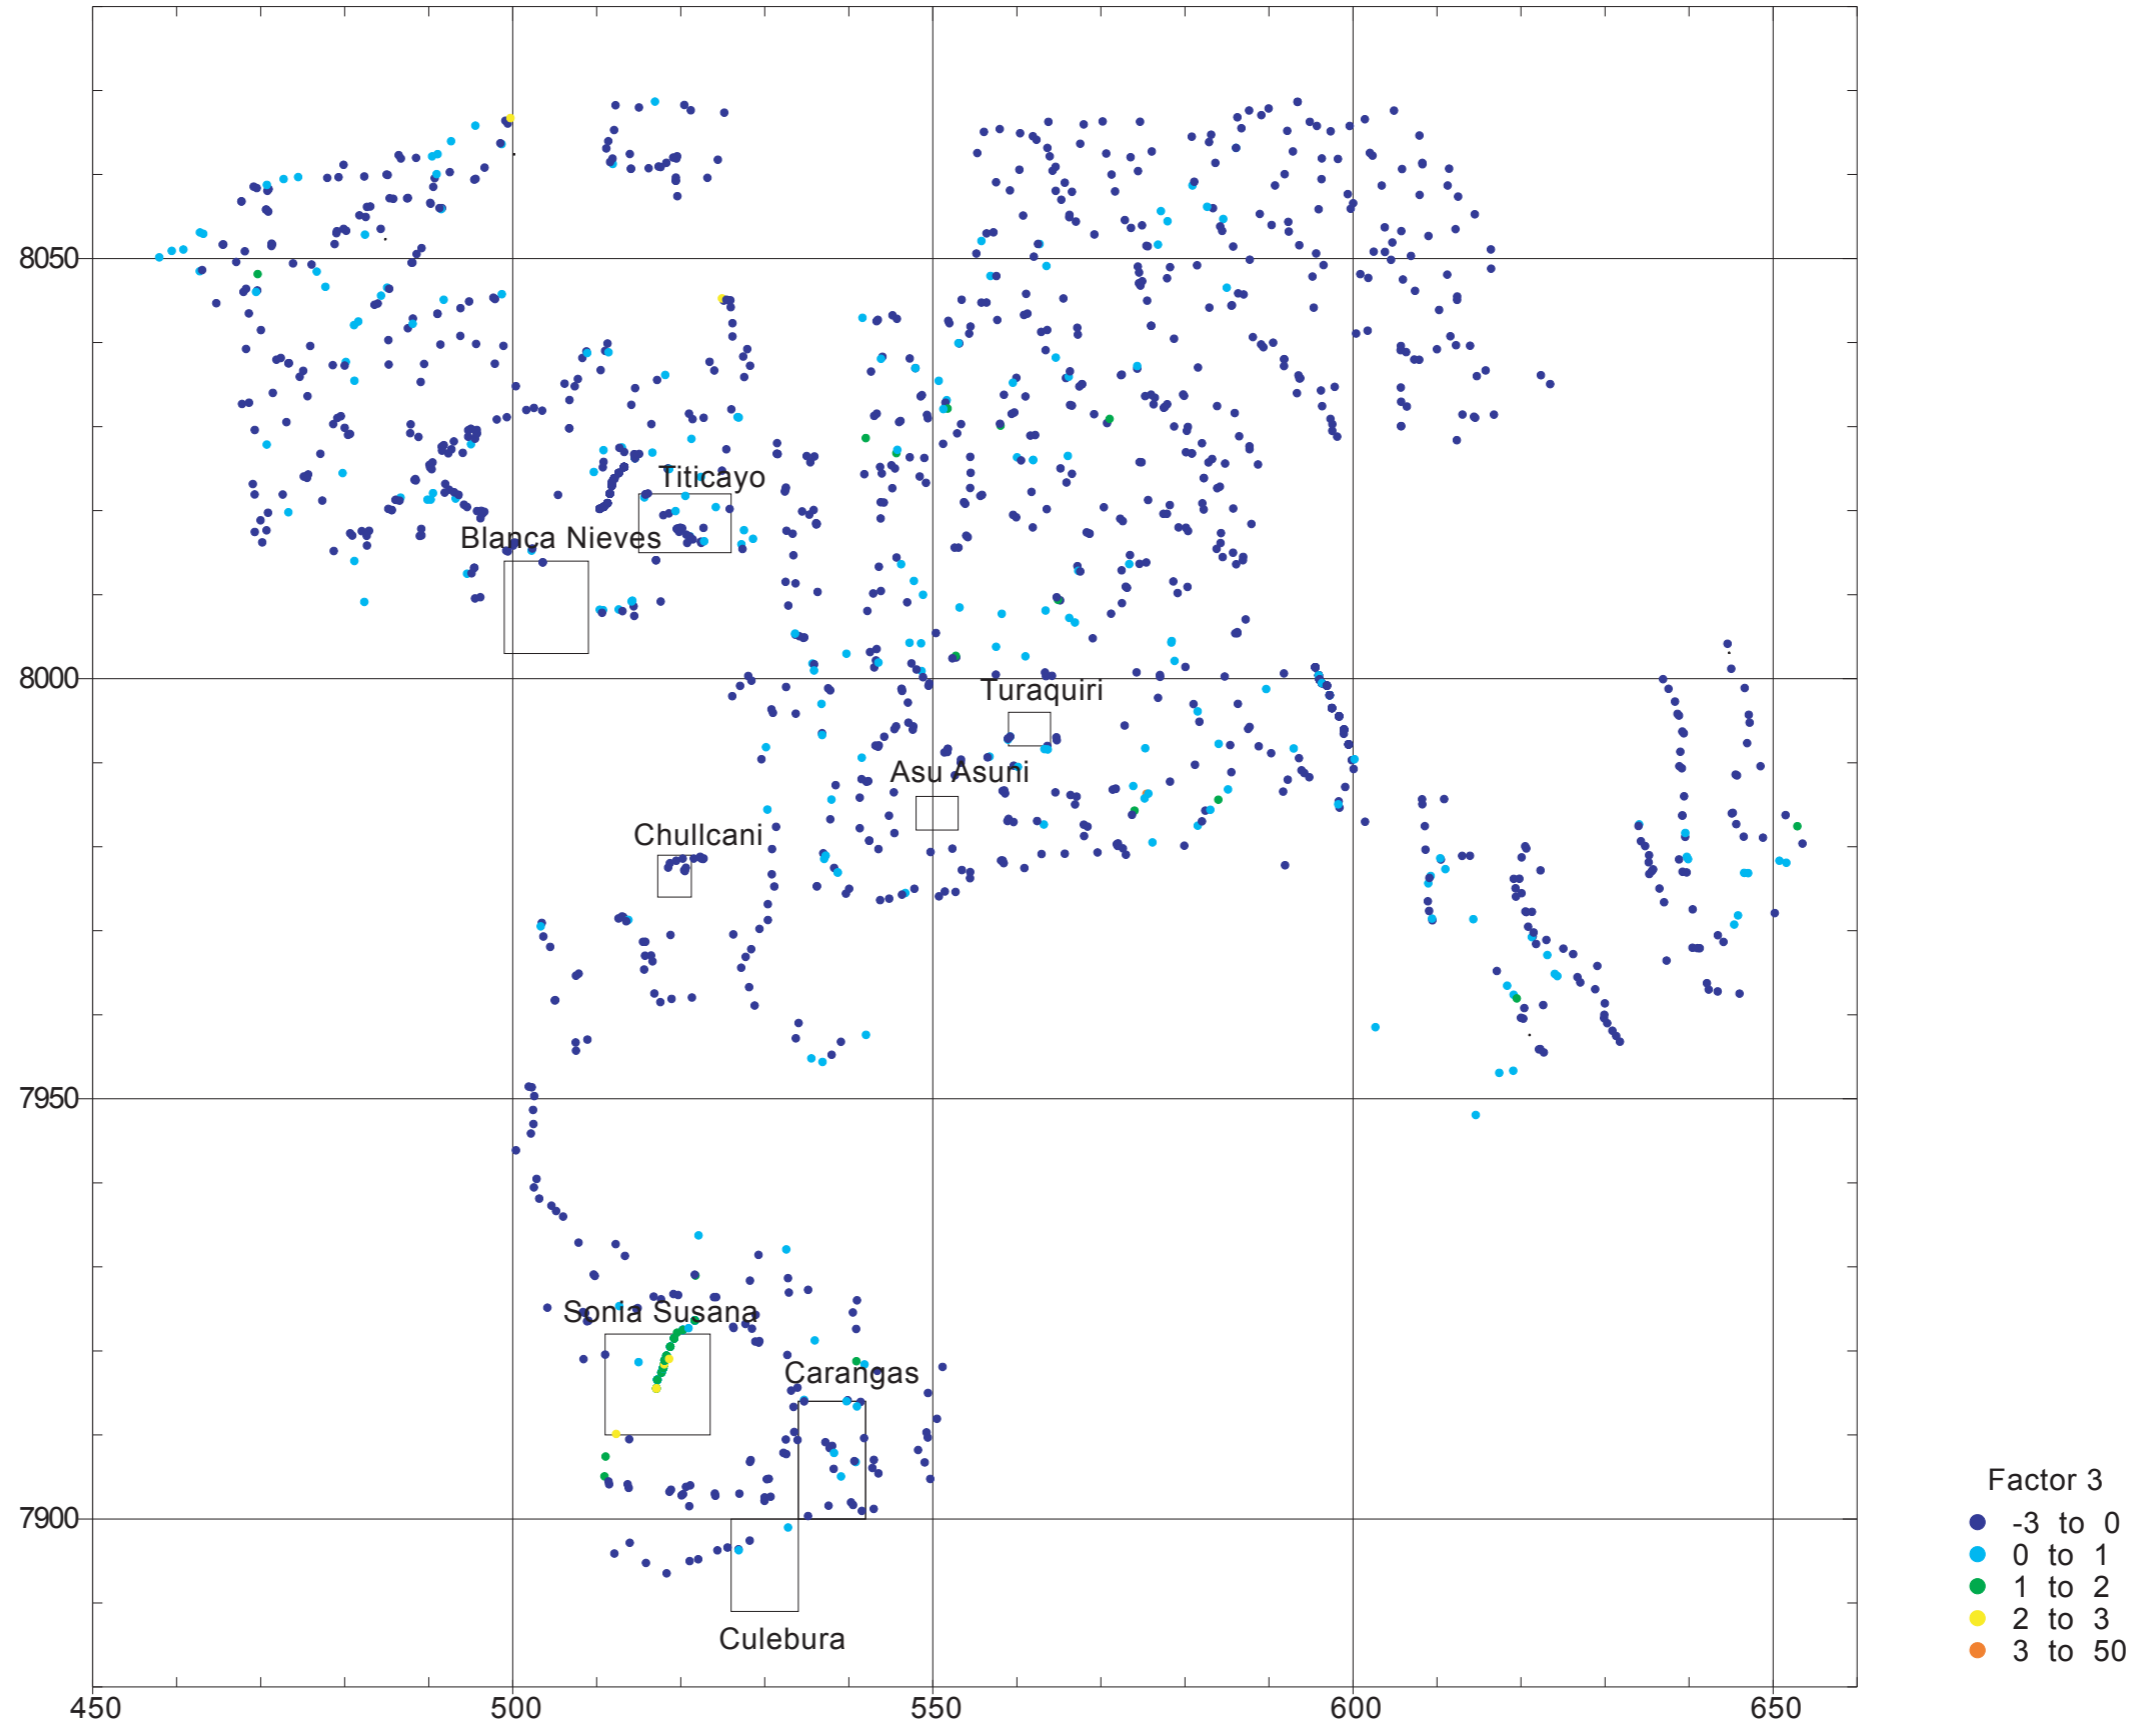 8050
Titicayo
Blanca Nieves
8000
Turaquiri
Asu Asuni
Chullcani
7950
Sonia Susana
Carangas
7900
Culebura
Factor 3
-3 to 0
0 to 1
1 to 2
2 to 3
3 to 50
450 500 550 600 650